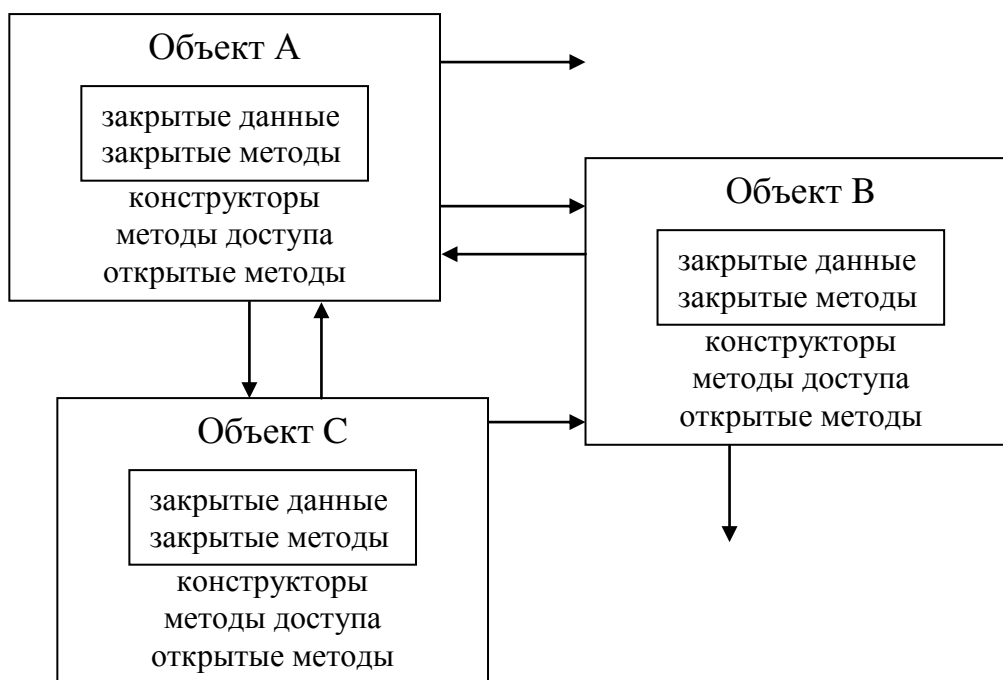 Объект A
закрытые данные
закрытые методы
конструкторы
методы доступа
открытые методы
Объект B
закрытые данные
закрытые методы
конструкторы
методы доступа
открытые методы
Объект C
закрытые данные
закрытые методы
конструкторы
методы доступа
открытые методы